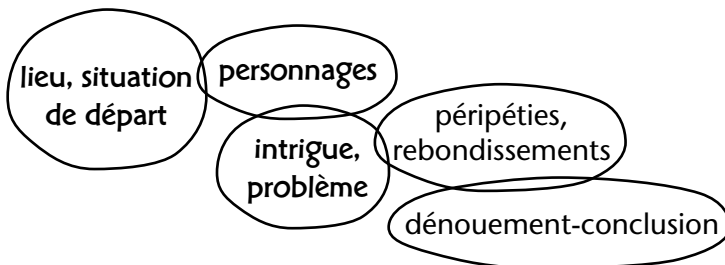 lieu, situation
de départ
personnages
intrigue,
problème
péripéties,
rebondissements
dénouement-conclusion